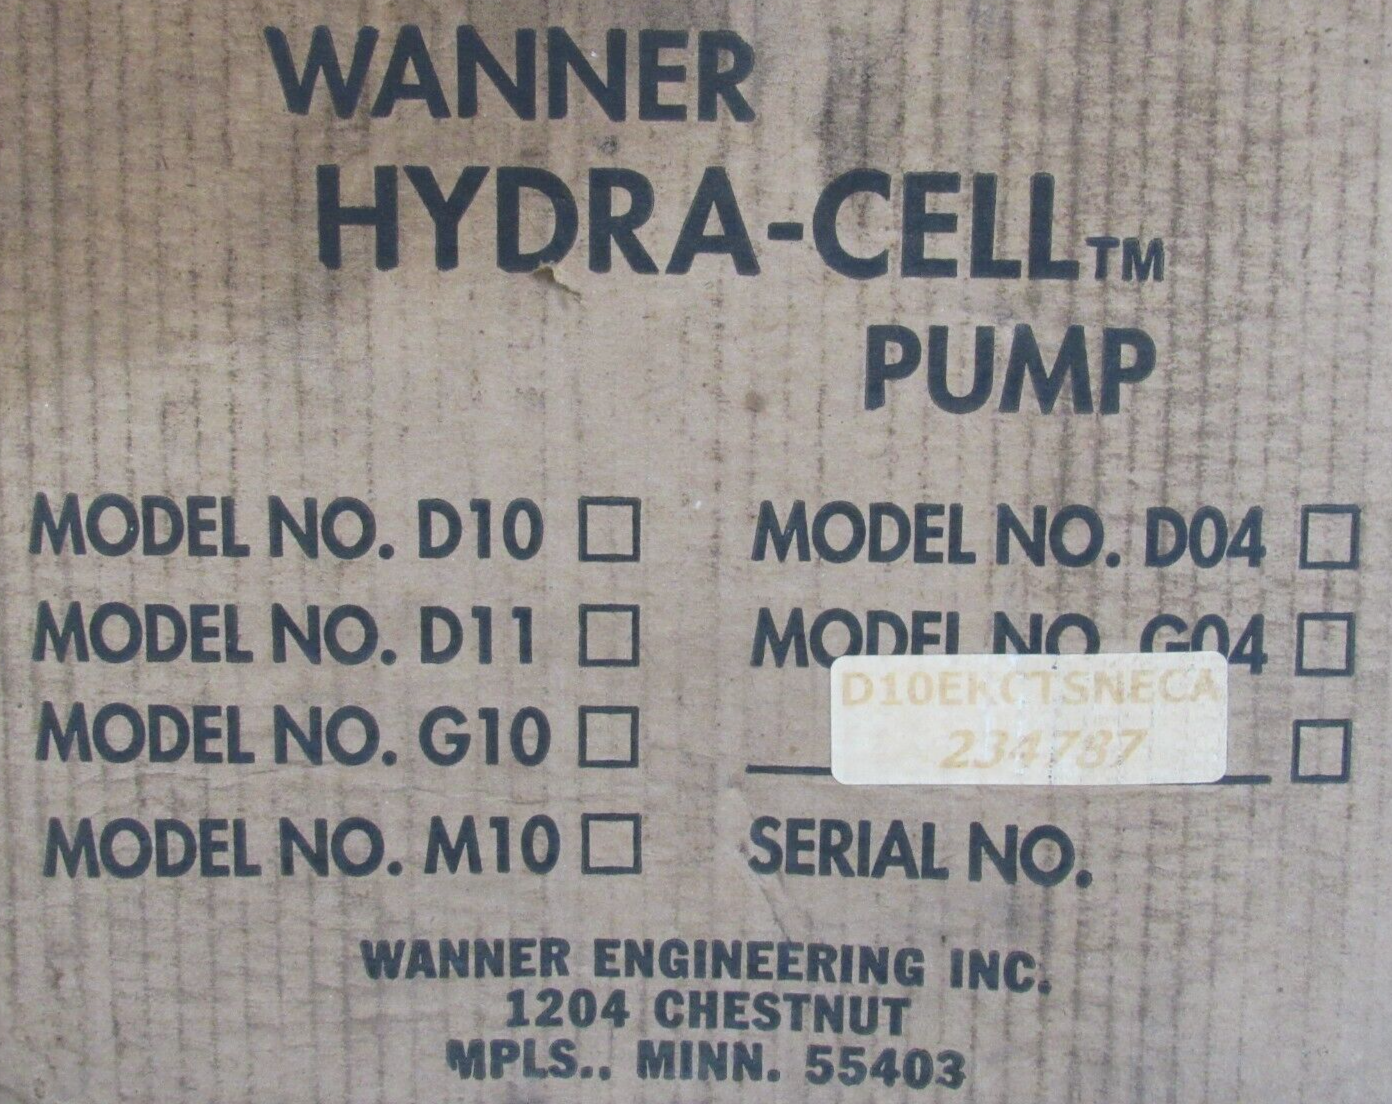 WANNER
HYDRA-CELL™
PUMP
MODEL NO. D10
MODEL NO. D11
MODEL NO. G10
MODEL NO. M10
MODEL NO. D04
MODEL NO. G04
D10EKCTSNECA
234787
SERIAL NO.
WANNER ENGINEERING INC.
1204 CHESTNUT
MPLS.. MINN. 55403